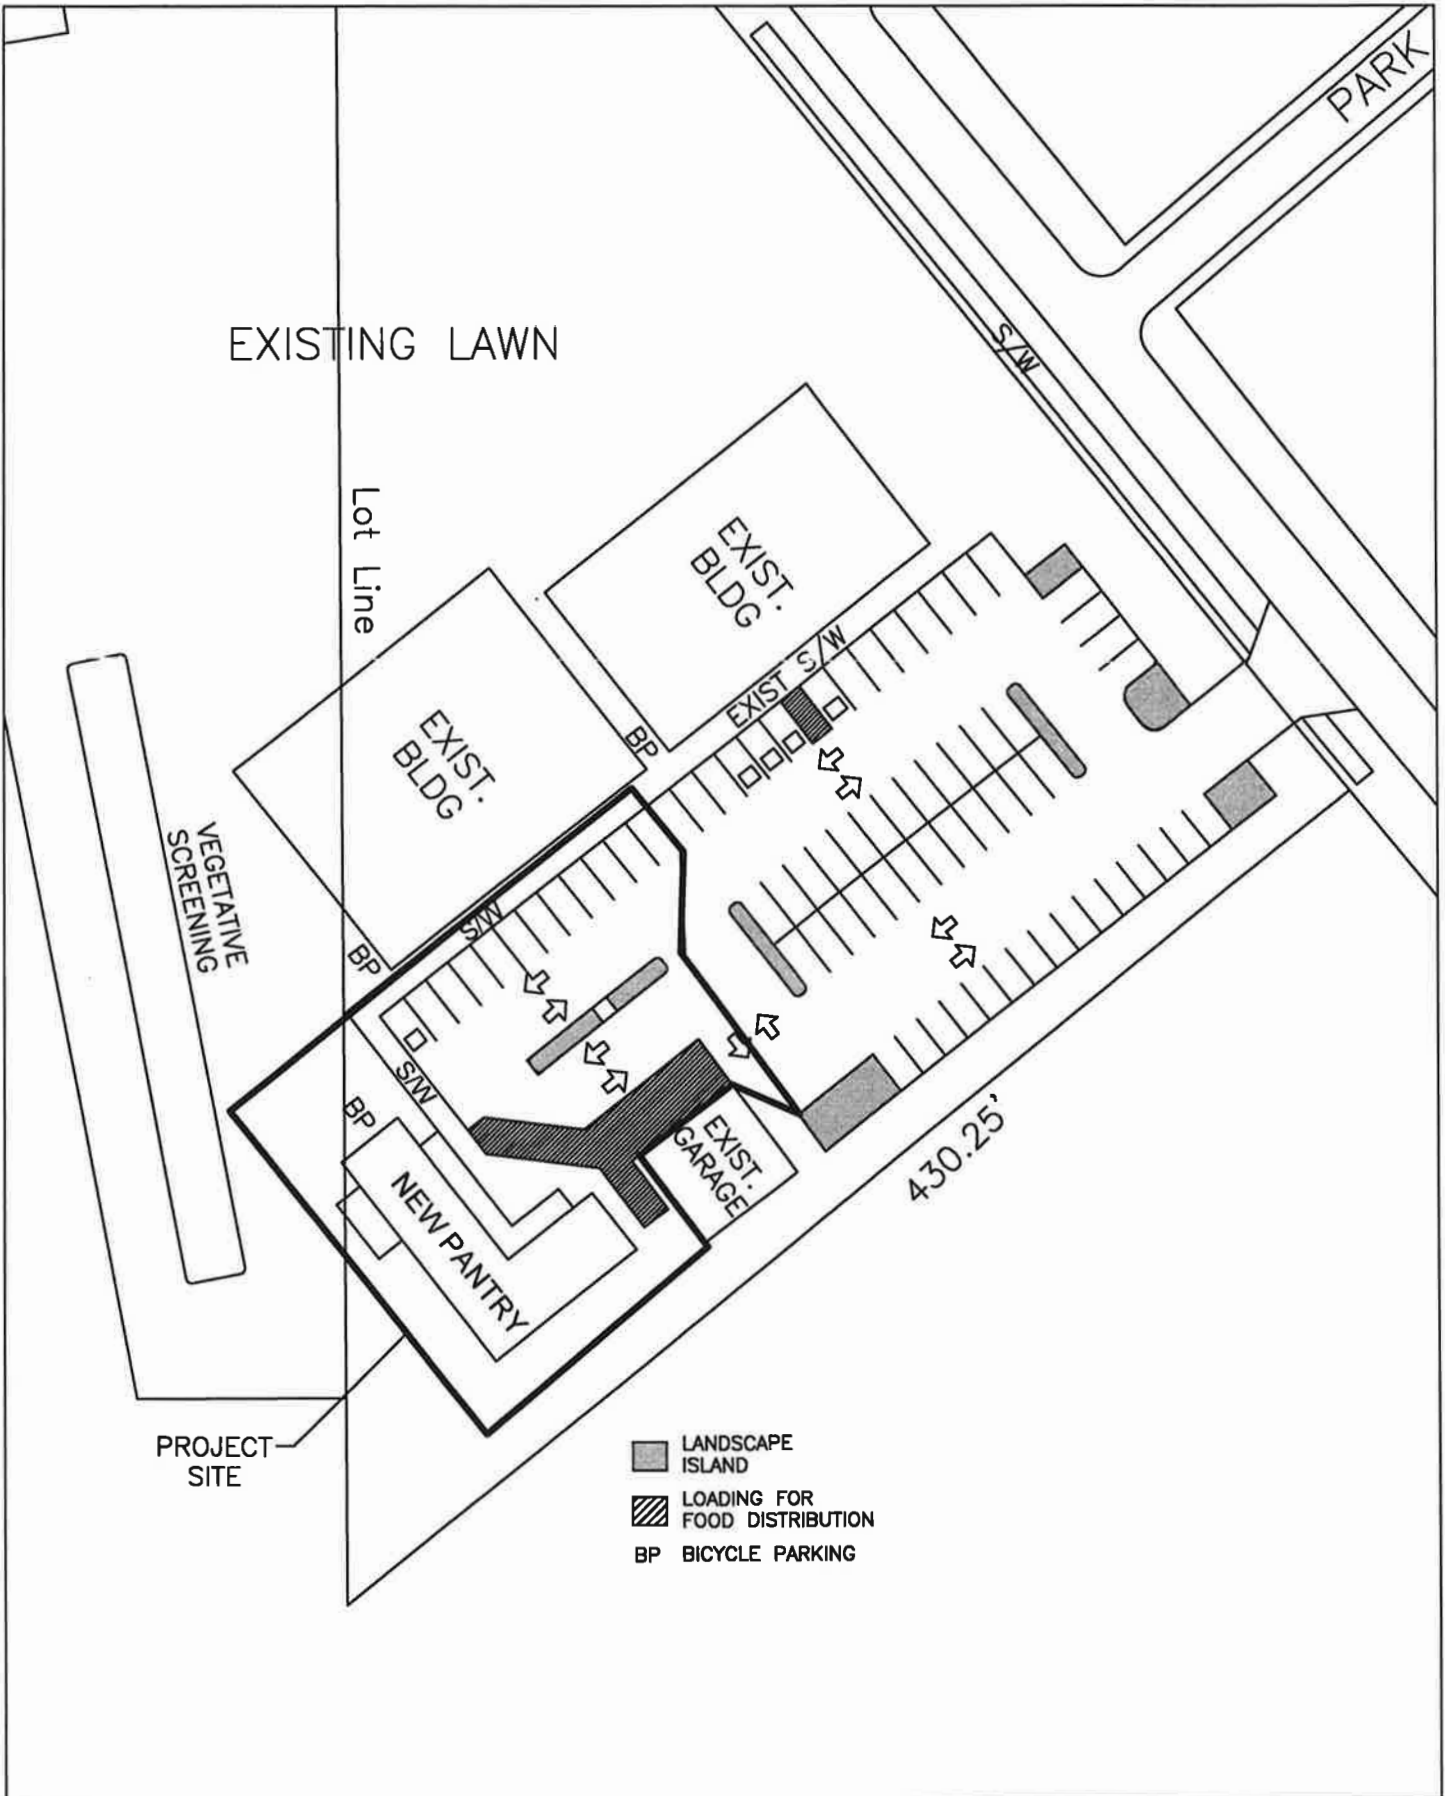 PARK
S/W
EXISTING LAWN
Lot Line
EXIST.
BLDG
EXIST S/W
EXIST.
BLDG
BP
VEGETATIVE
SCREENING
S/W
BP
S/W
BP
EXIST.
GARAGE
430.25'
NEW PANTRY
PROJECT
SITE
LANDSCAPE
ISLAND
LOADING FOR
FOOD DISTRIBUTION
BP BICYCLE PARKING